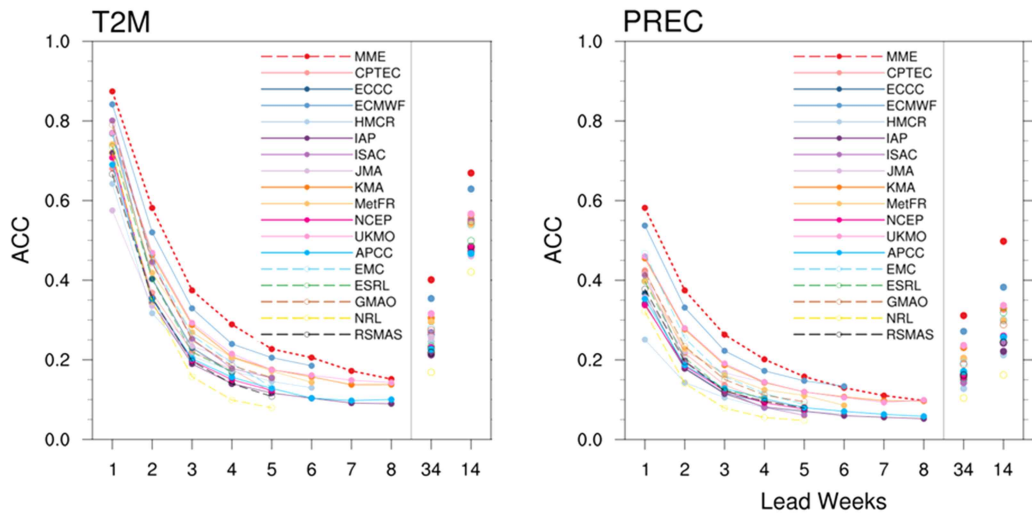 T2M
ACC
1.0
0.8
0.6
0.4
0.2
0.0
MME
CPTEC
ECCC
ECMWF
HMCR
IAP
ISAC
JMA
KMA
MetFR
NCEP
UKMO
APCC
EMC
ESRL
GMAO
NRL
RSMAS
1 2 3 4 5 6 7 8 34 14
PREC
ACC
1.0
0.8
0.6
0.4
0.2
0.0
MME
CPTEC
ECCC
ECMWF
HMCR
IAP
ISAC
JMA
KMA
MetFR
NCEP
UKMO
APCC
EMC
ESRL
GMAO
NRL
RSMAS
1 2 3 4 5 6 7 8 34 14
Lead Weeks